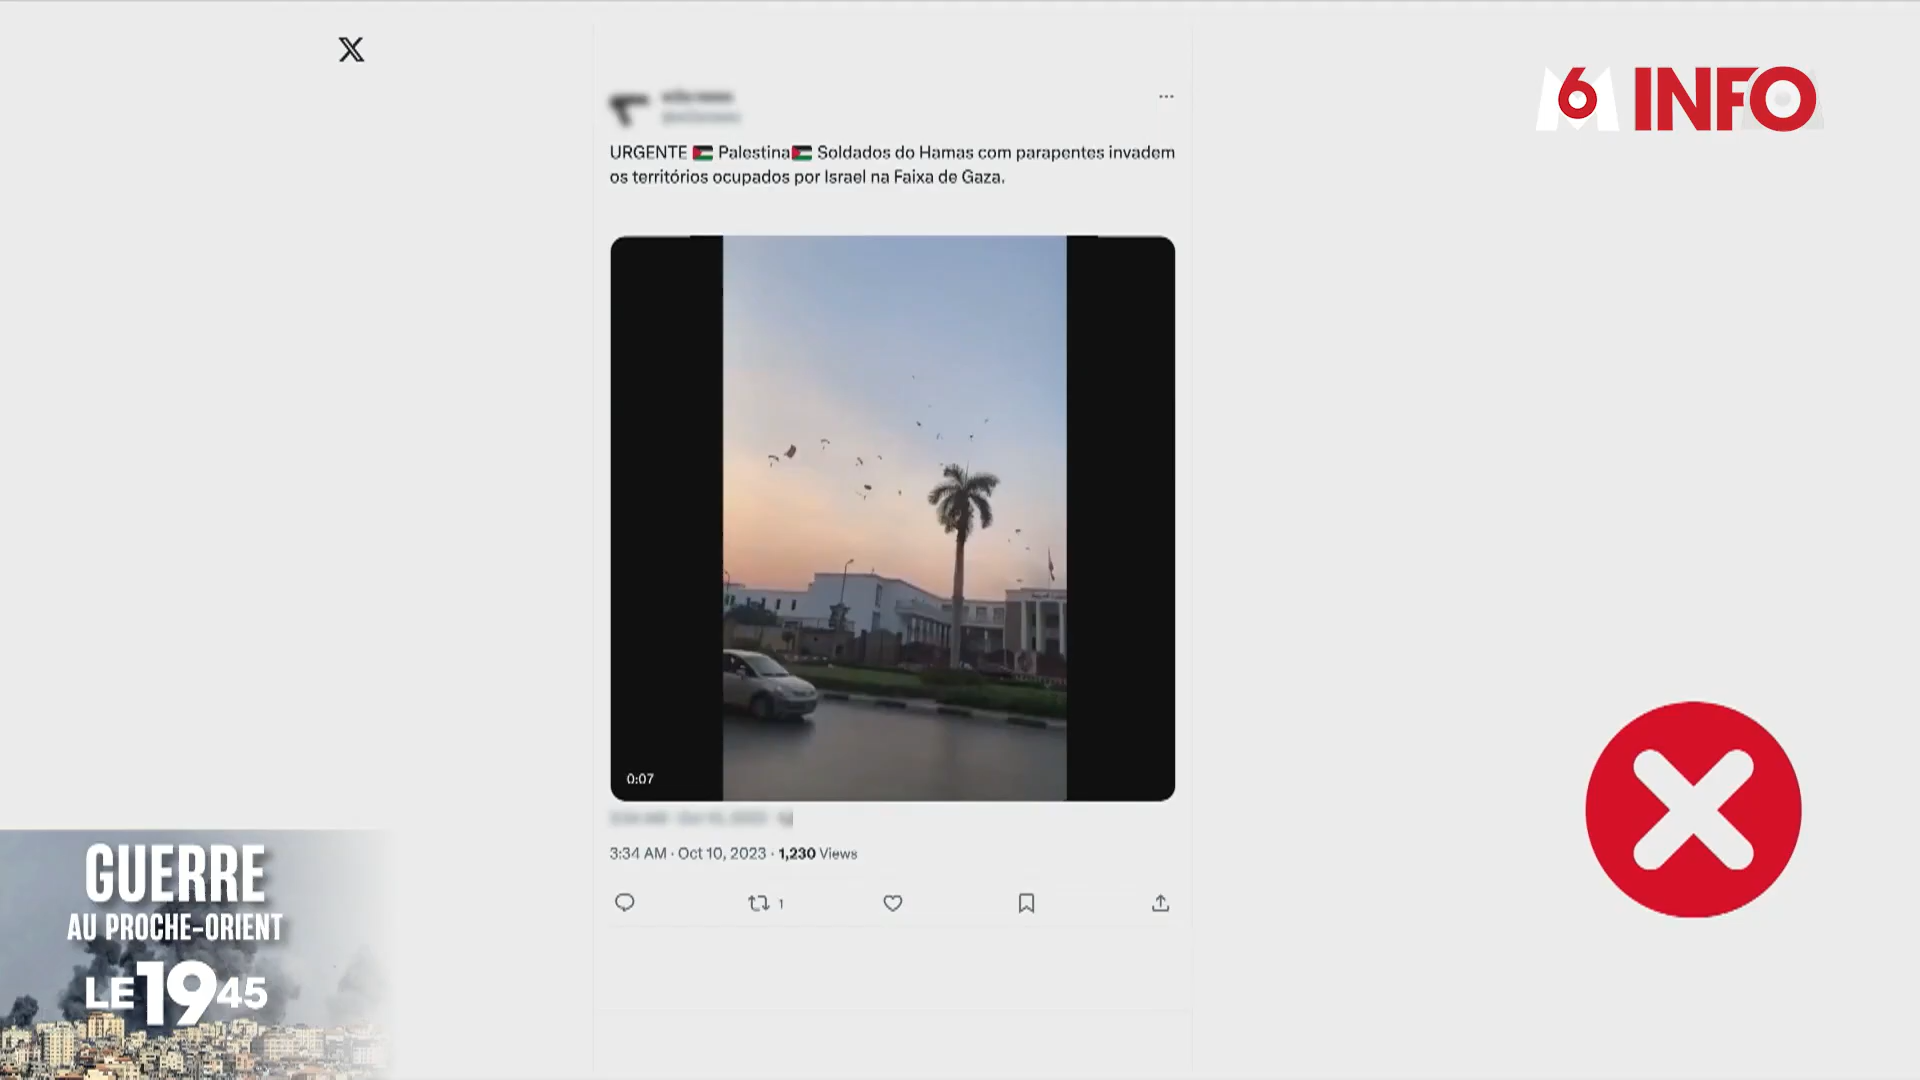 M6 INFO
URGENTE 🇵🇸 Palestina🇵🇸 Soldados do Hamas com parapentes invadem
os territórios ocupados por Israel na Faixa de Gaza.
0:07
3:34 AM · Oct 10, 2023 · 1,230 Views
1
GUERRE
AU PROCHE-ORIENT
LE 19 45